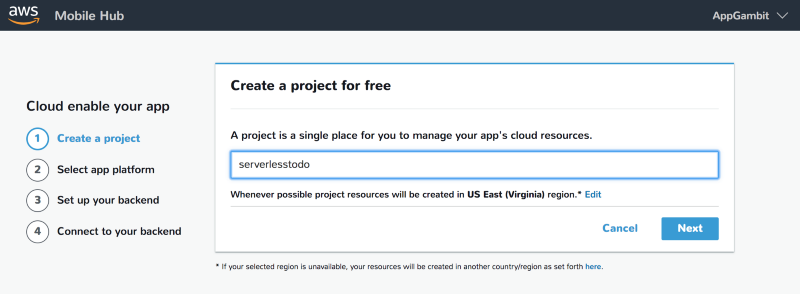 aws Mobile Hub AppGambit
Cloud enable your app
1 Create a project
2 Select app platform
3 Set up your backend
4 Connect to your backend
Create a project for free
A project is a single place for you to manage your app's cloud resources.
serverlesstodo
Whenever possible project resources will be created in US East (Virginia) region.* Edit
Cancel Next
* If your selected region is unavailable, your resources will be created in another country/region as set forth here.